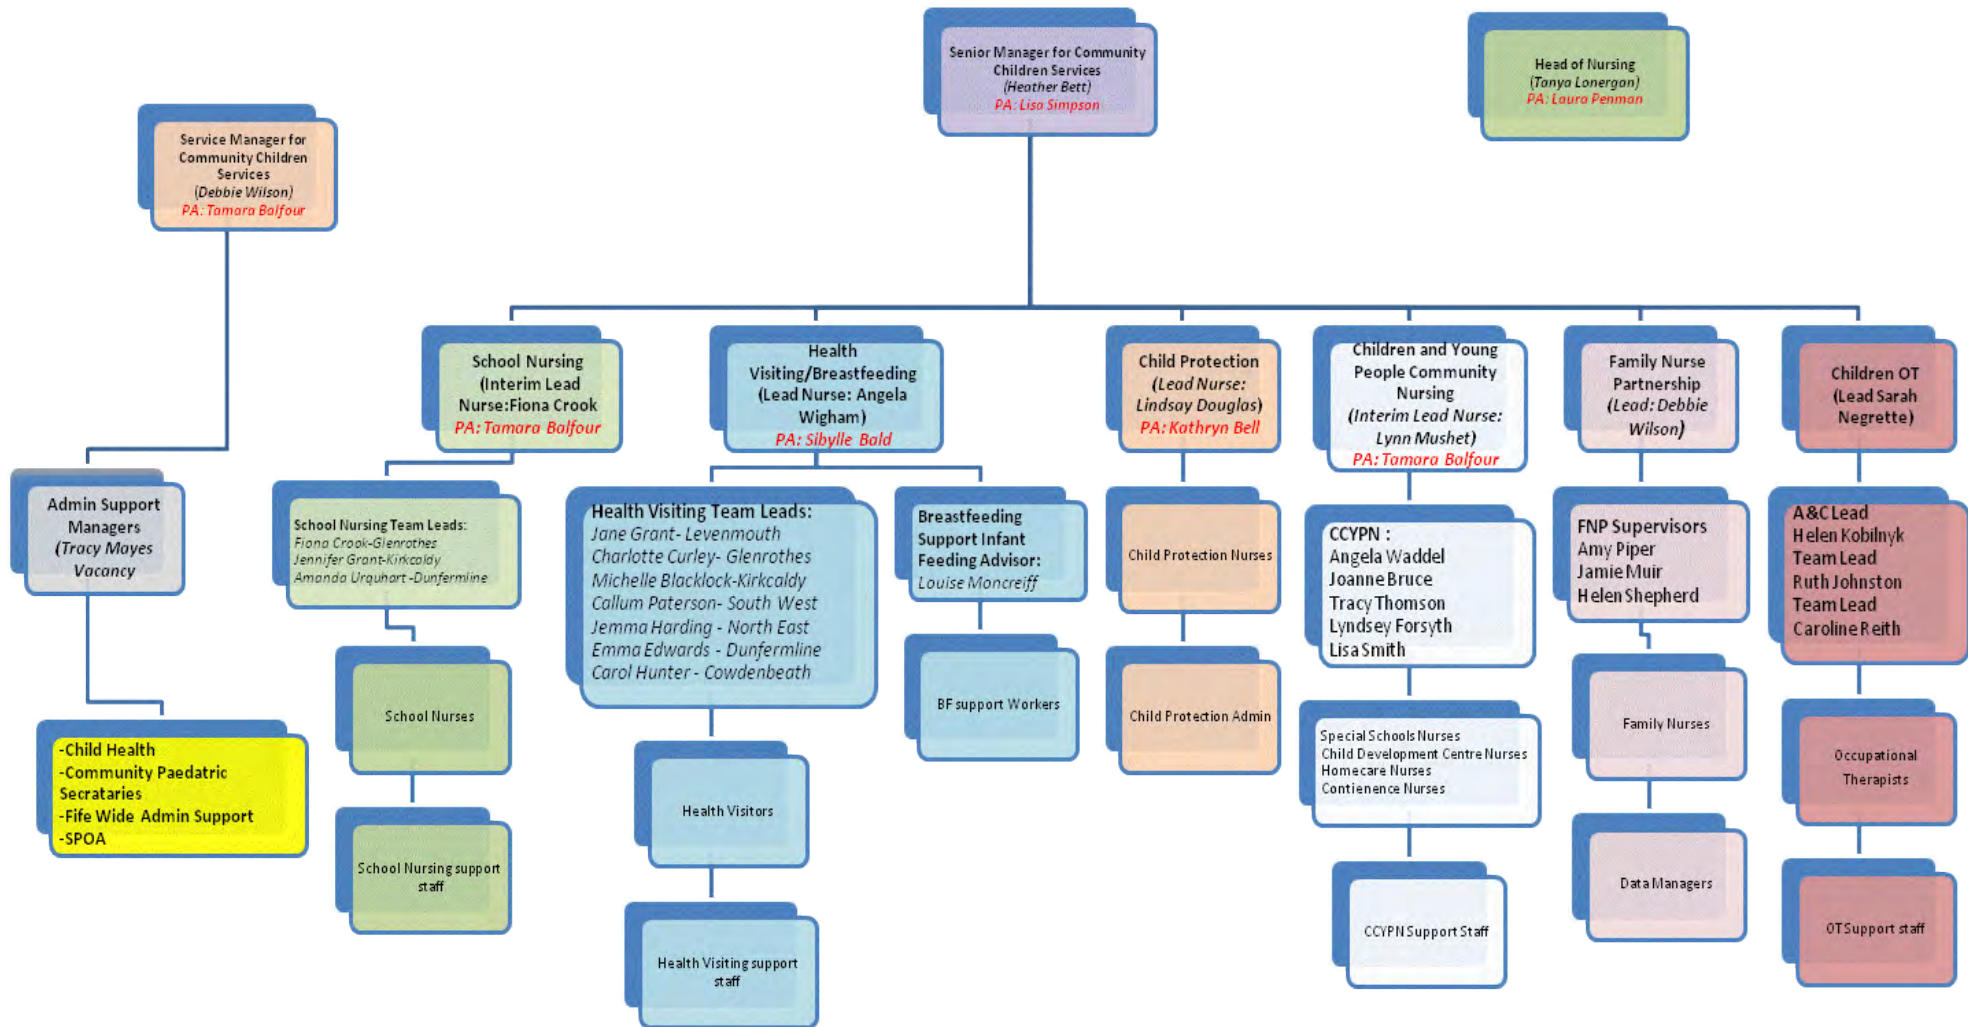 Senior Manager for Community
Children Services
(Heather Bett)
PA: Lisa Simpson
Head of Nursing
(Tanya Lonergan)
PA: Laura Penman
Service Manager for
Community Children
Services
(Debbie Wilson)
PA: Tamara Balfour
School Nursing
(Interim Lead
Nurse:Fiona Crook
PA: Tamara Balfour
Health
Visiting/Breastfeeding
(Lead Nurse: Angela
Wigham)
PA: Sibylle Bald
Child Protection
(Lead Nurse:
Lindsay Douglas)
PA: Kathryn Bell
Children and Young
People Community
Nursing
(Interim Lead Nurse:
Lynn Mushet)
PA: Tamara Balfour
Family Nurse
Partnership
(Lead: Debbie
Wilson)
Children OT
(Lead Sarah
Negrette)
Admin Support
Managers
(Tracy Mayes
Vacancy
School Nursing Team Leads:
Fiona Crook-Glenrothes
Jennifer Grant-Kirkcaldy
Amanda Urquhart -Dunfermline
Health Visiting Team Leads:
Jane Grant- Levenmouth
Charlotte Curley- Glenrothes
Michelle Blacklock-Kirkcaldy
Callum Paterson- South West
Jemma Harding - North East
Emma Edwards - Dunfermline
Carol Hunter - Cowdenbeath
Breastfeeding
Support Infant
Feeding Advisor:
Louise Moncreiff
Child Protection Nurses
CCYPN :
Angela Waddel
Joanne Bruce
Tracy Thomson
Lyndsey Forsyth
Lisa Smith
FNP Supervisors
Amy Piper
Jamie Muir
Helen Shepherd
A&C Lead
Helen Kobilnyk
Team Lead
Ruth Johnston
Team Lead
Caroline Reith
-Child Health
-Community Paedatric
Secrataries
-Fife Wide Admin Support
-SPOA
School Nurses
BF support Workers
Child Protection Admin
Special Schools Nurses
Child Development Centre Nurses
Homecare Nurses
Contienence Nurses
Family Nurses
Occupational
Therapists
Health Visitors
School Nursing support
staff
Data Managers
CCYPN Support Staff
OT Support staff
Health Visiting support
staff